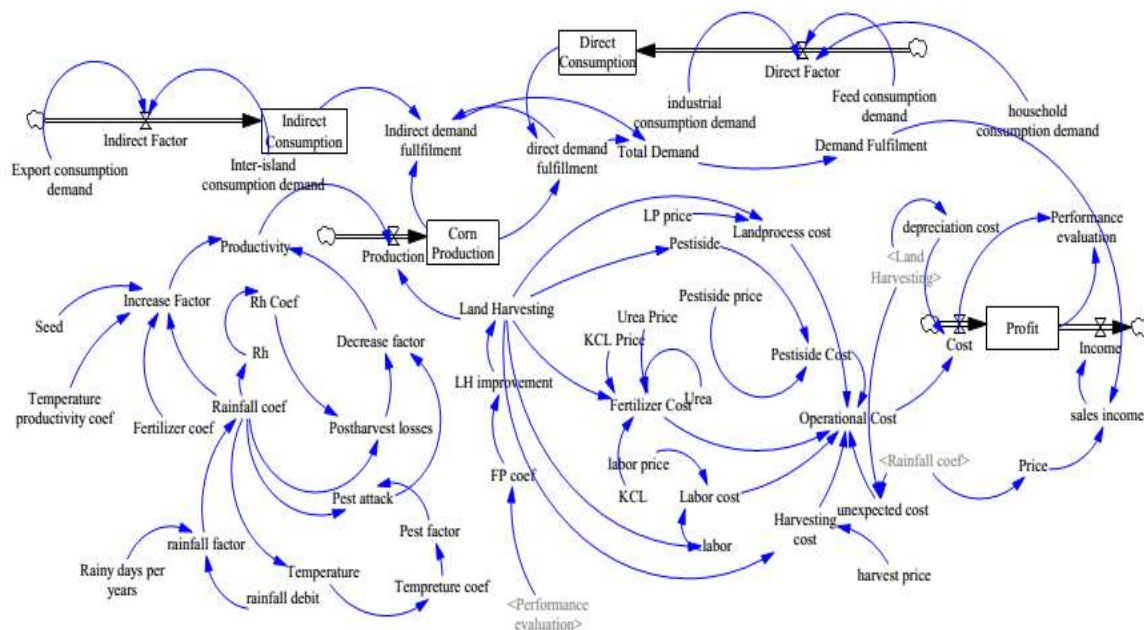 Direct
Consumption
Direct Factor
Indirect
Consumption
Indirect Factor
Export consumption
demand
Inter-island
consumption demand
Indirect demand
fullfilment
direct demand
fulfillment
Total Demand
industrial
consumption demand
Feed consumption
demand
household
consumption demand
Demand Fulfilment
Productivity
Production
Corn
Production
LP price
Landprocess cost
Pestiside
depreciation cost
Performance
evaluation
<Land
Harvesting>
Increase Factor
Seed
Rh Coef
Rh
Land Harvesting
Pestiside price
Urea Price
KCL Price
Decrease factor
Pestiside Cost
Cost
Profit
Income
Temperature
productivity coef
Fertilizer coef
Rainfall coef
LH improvement
Fertilizer Cost
Urea
Operational Cost
sales income
Postharvest losses
labor price
KCL
Labor cost
<Rainfall coef>
Price
FP coef
Pest attack
unexpected cost
Harvesting
cost
Pest factor
rainfall factor
labor
Rainy days per
years
Temperature
Tempreture coef
harvest price
rainfall debit
<Performance
evaluation>